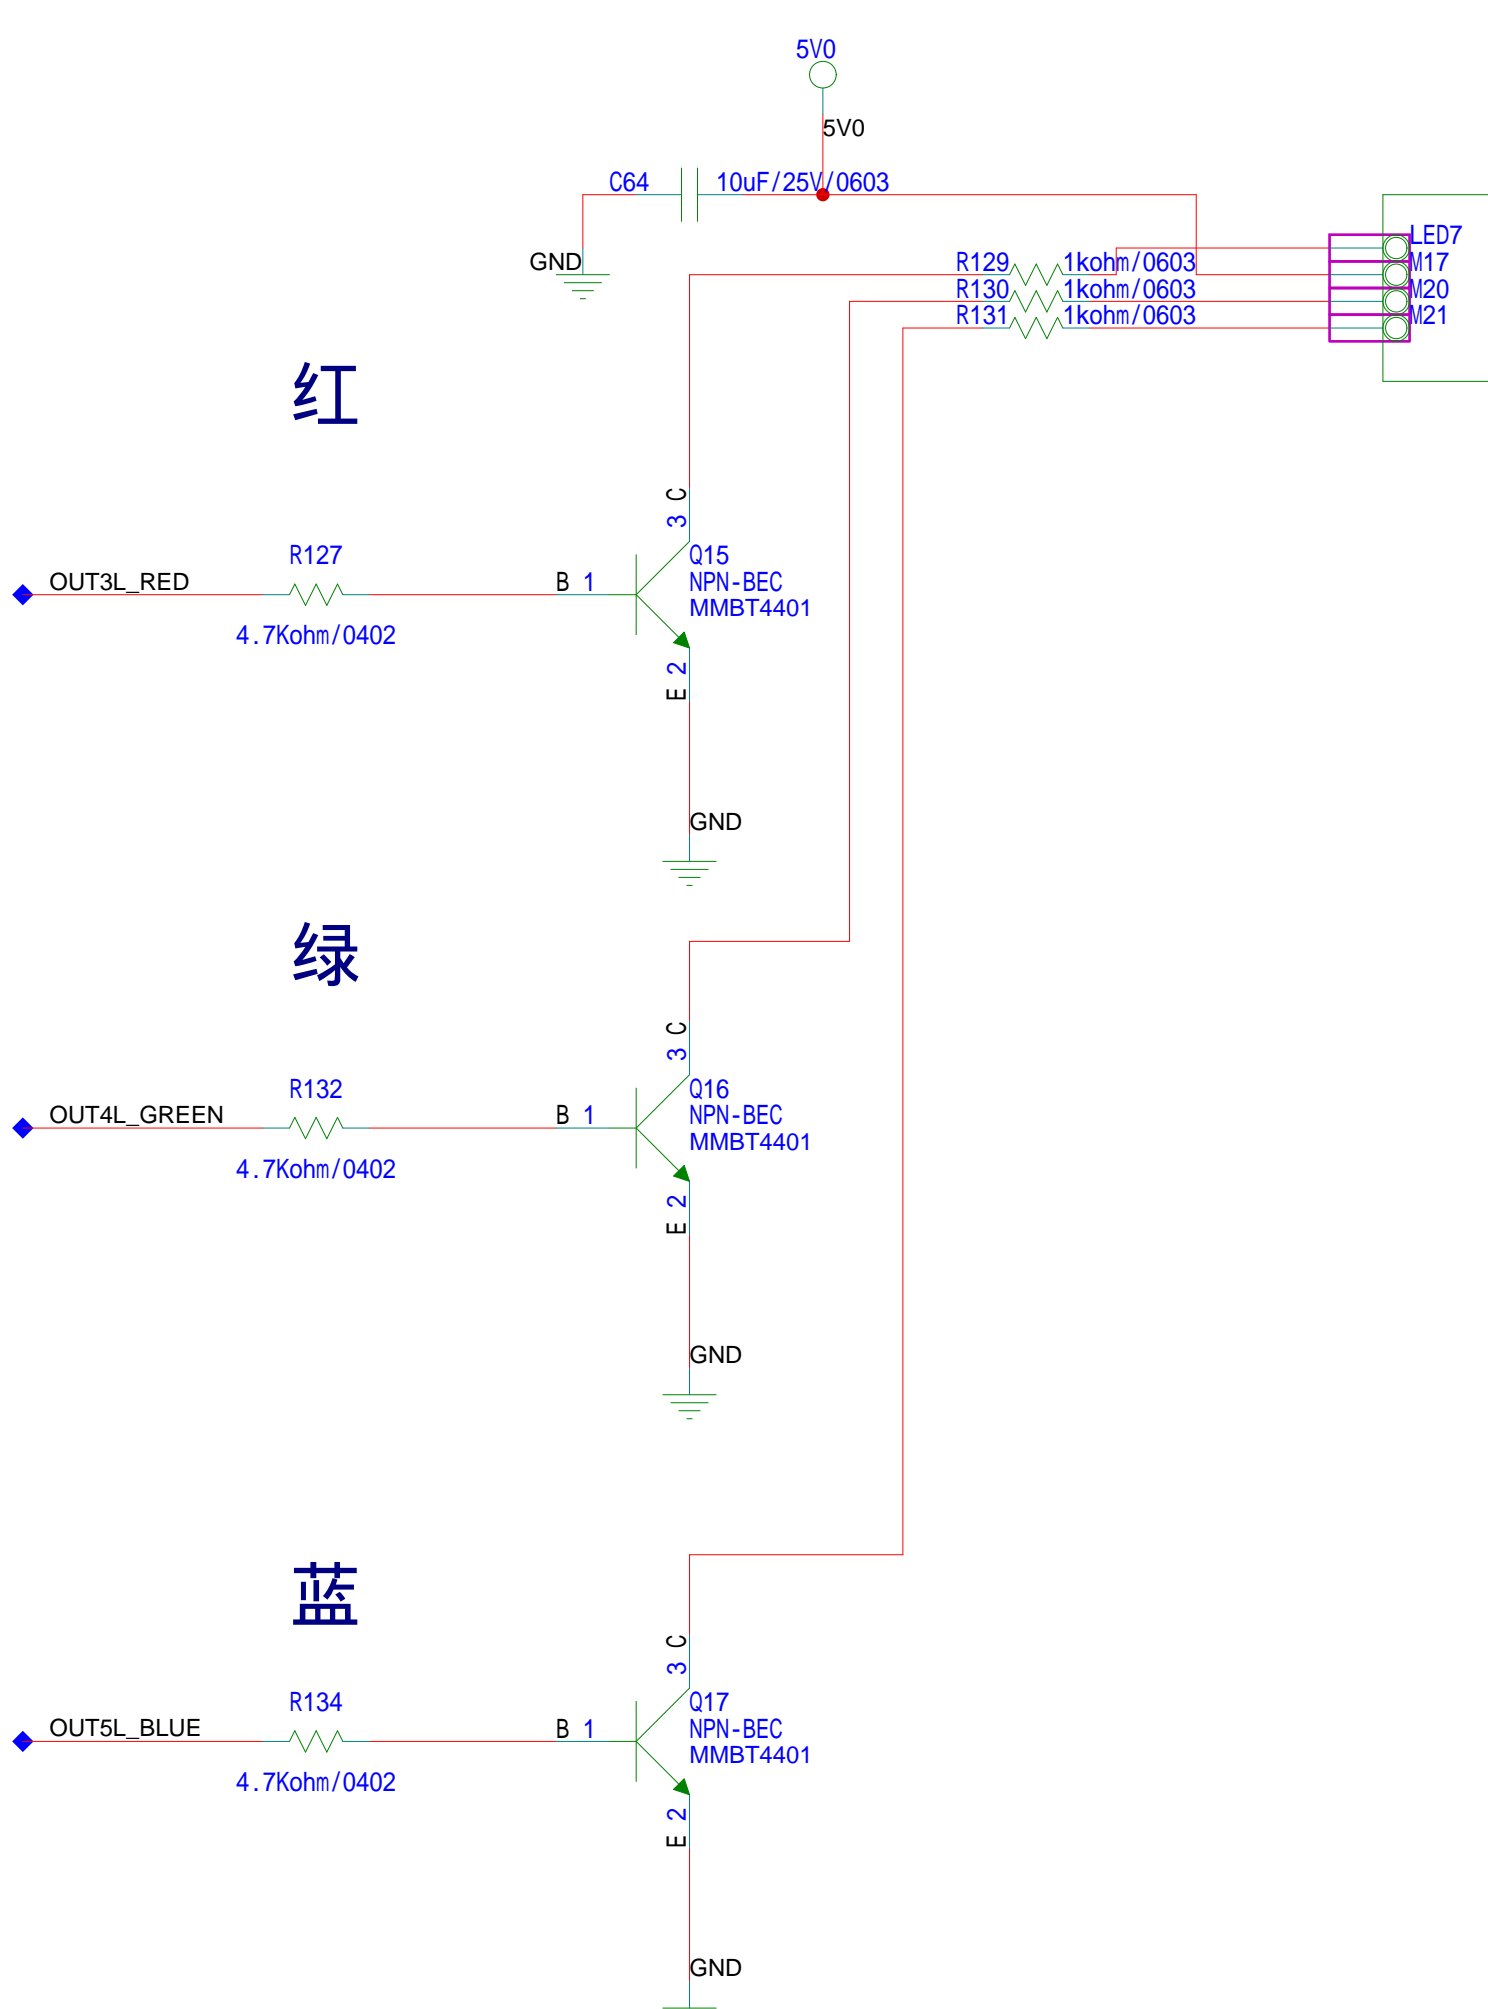 5V0
5V0
C64
10uF/25V/0603
GND
LED7
R129
1kohm/0603
M17
R130
1kohm/0603
M20
R131
1kohm/0603
M21
红
3 C
R127
Q15
OUT3L_RED
B 1
NPN-BEC
MMBT4401
4.7Kohm/0402
E 2
GND
绿
3 C
R132
Q16
OUT4L_GREEN
B 1
NPN-BEC
MMBT4401
4.7Kohm/0402
E 2
GND
蓝
3 C
R134
Q17
OUT5L_BLUE
B 1
NPN-BEC
MMBT4401
4.7Kohm/0402
E 2
GND